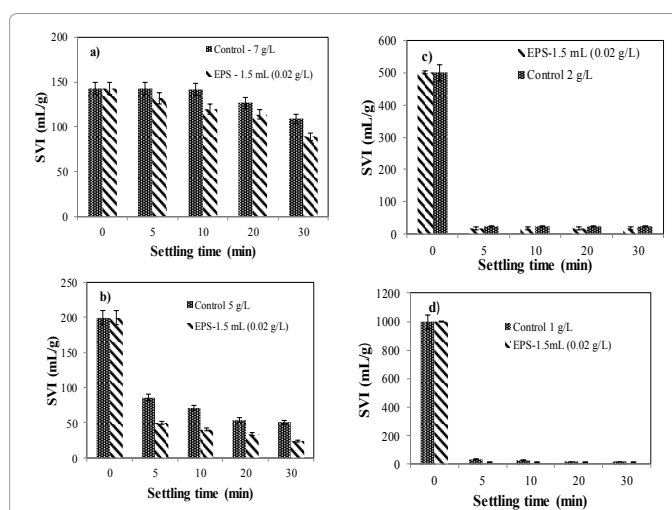 a)
Control - 7 g/L
EPS - 1.5 mL (0.02 g/L)
SVI (mL/g)
200
150
100
50
0
0 5 10 20 30
Settling time (min)
b)
Control 5 g/L
EPS-1.5 mL (0.02 g/L)
SVI (mL/g)
250
200
150
100
50
0
0 5 10 20 30
Settling time (min)
c)
EPS-1.5 mL (0.02 g/L)
Control 2 g/L
SVI (mL/g)
600
500
400
300
200
100
0
0 5 10 20 30
Settling time (min)
d)
Control 1 g/L
EPS-1.5mL (0.02 g/L)
SVI (mL/g)
1200
1000
800
600
400
200
0
0 5 10 20 30
Settling time (min)